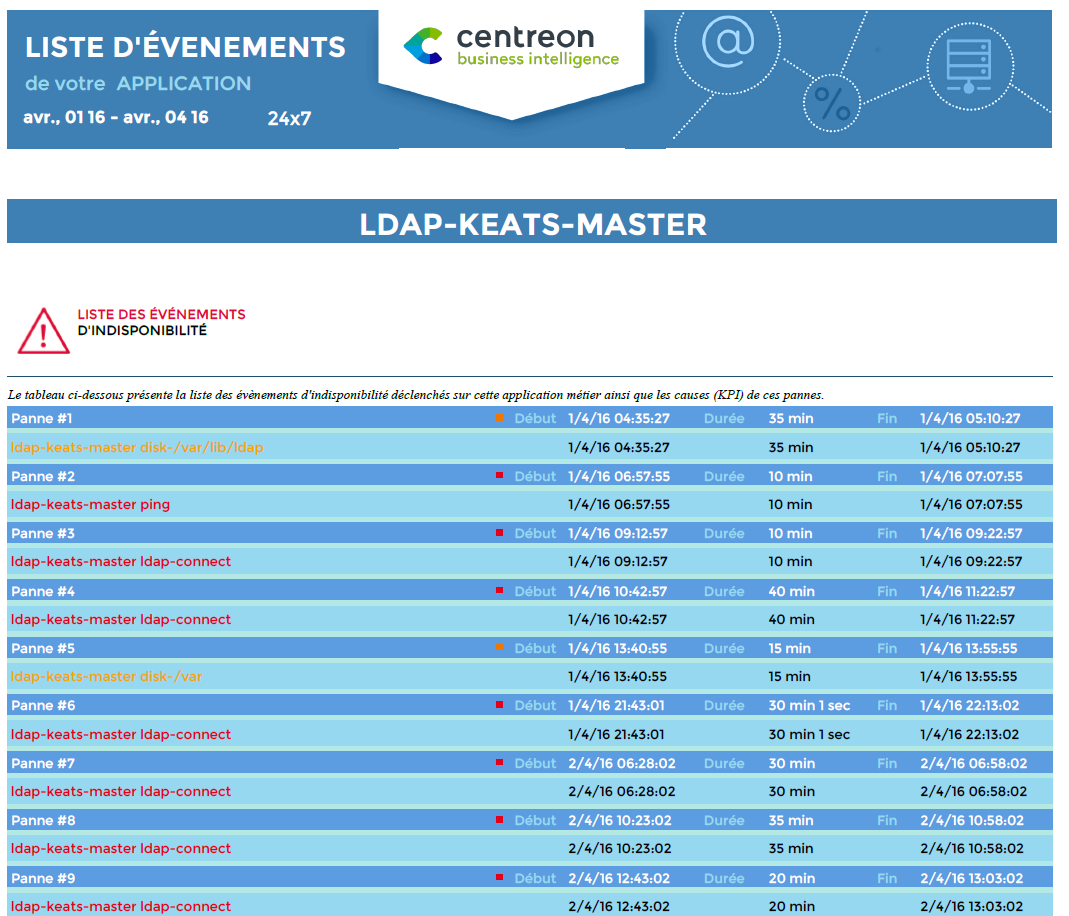 LISTE D'ÉVENEMENTS
de votre APPLICATION
avr., 01 16 - avr., 04 16 24x7
centreon
business intelligence
@
%
LDAP-KEATS-MASTER
LISTE DES ÉVÉNEMENTS
D'INDISPONIBILITÉ
Le tableau ci-dessous présente la liste des évènements d'indisponibilité déclenchés sur cette application métier ainsi que les causes (KPI) de ces pannes.
Panne #1 Début 1/4/16 04:35:27 Durée 35 min Fin 1/4/16 05:10:27
ldap-keats-master disk-/var/lib/ldap 1/4/16 04:35:27 35 min 1/4/16 05:10:27
Panne #2 Début 1/4/16 06:57:55 Durée 10 min Fin 1/4/16 07:07:55
ldap-keats-master ping 1/4/16 06:57:55 10 min 1/4/16 07:07:55
Panne #3 Début 1/4/16 09:12:57 Durée 10 min Fin 1/4/16 09:22:57
ldap-keats-master ldap-connect 1/4/16 09:12:57 10 min 1/4/16 09:22:57
Panne #4 Début 1/4/16 10:42:57 Durée 40 min Fin 1/4/16 11:22:57
ldap-keats-master ldap-connect 1/4/16 10:42:57 40 min 1/4/16 11:22:57
Panne #5 Début 1/4/16 13:40:55 Durée 15 min Fin 1/4/16 13:55:55
ldap-keats-master disk-/var 1/4/16 13:40:55 15 min 1/4/16 13:55:55
Panne #6 Début 1/4/16 21:43:01 Durée 30 min 1 sec Fin 1/4/16 22:13:02
ldap-keats-master ldap-connect 1/4/16 21:43:01 30 min 1 sec 1/4/16 22:13:02
Panne #7 Début 2/4/16 06:28:02 Durée 30 min Fin 2/4/16 06:58:02
ldap-keats-master ldap-connect 2/4/16 06:28:02 30 min 2/4/16 06:58:02
Panne #8 Début 2/4/16 10:23:02 Durée 35 min Fin 2/4/16 10:58:02
ldap-keats-master ldap-connect 2/4/16 10:23:02 35 min 2/4/16 10:58:02
Panne #9 Début 2/4/16 12:43:02 Durée 20 min Fin 2/4/16 13:03:02
ldap-keats-master ldap-connect 2/4/16 12:43:02 20 min 2/4/16 13:03:02